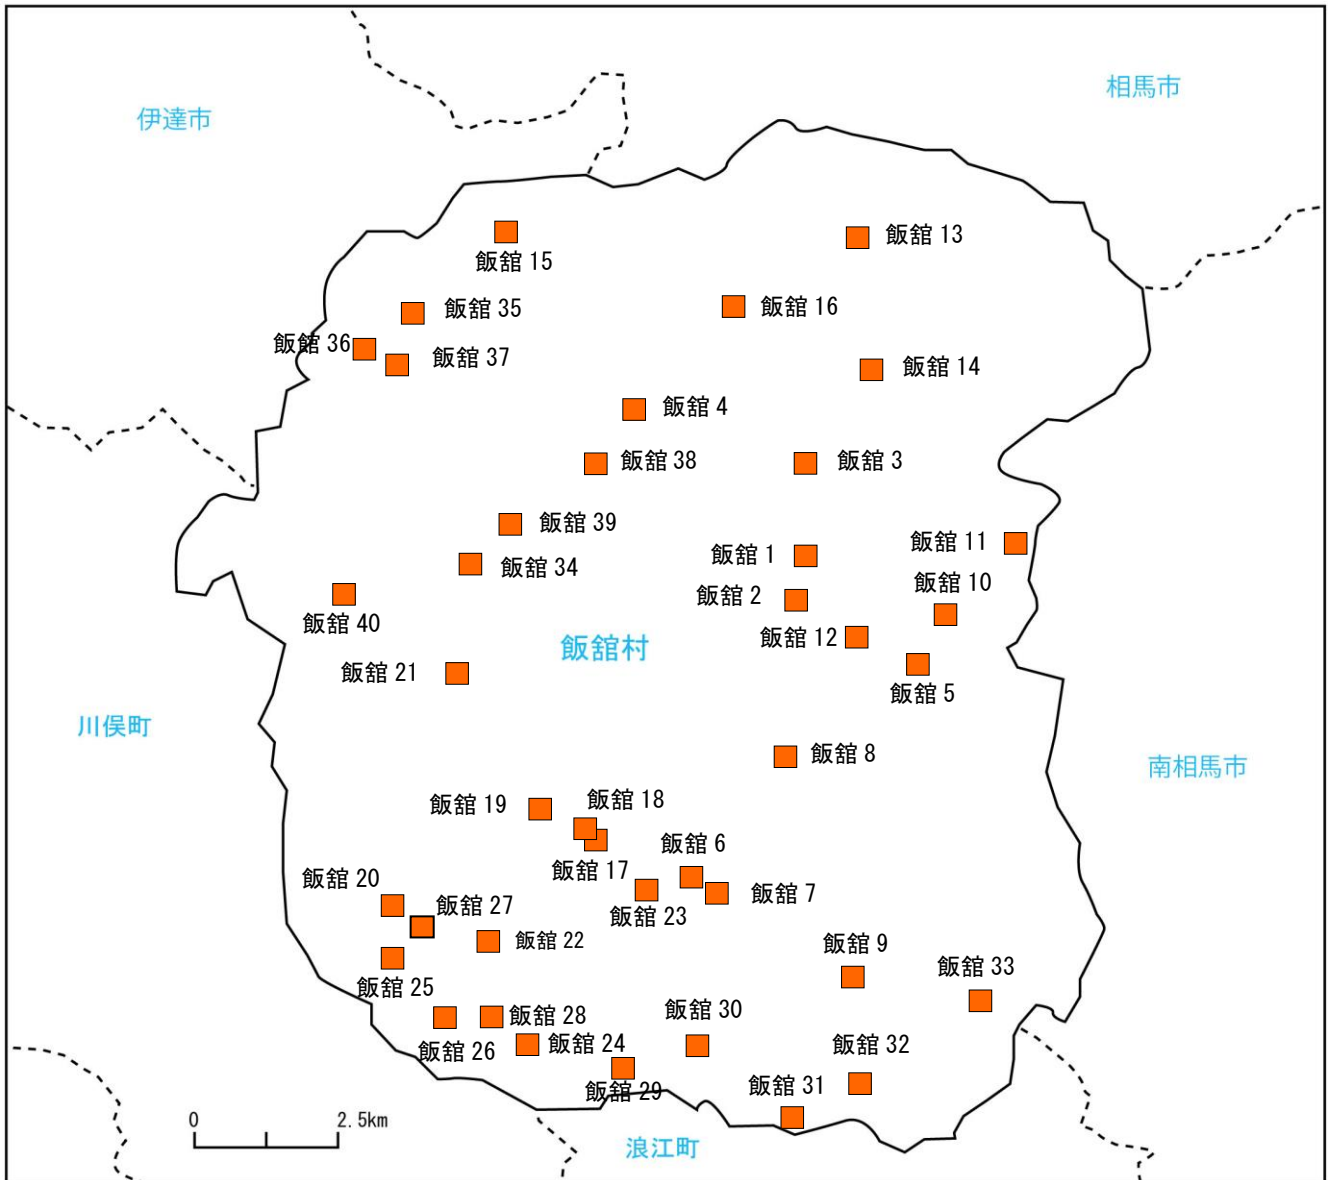 相馬市
伊達市
飯舘 13
飯舘 15
飯舘 16
飯舘 35
飯館 36
飯舘 37
飯舘 14
飯舘 4
飯舘 38
飯舘 3
飯舘 39
飯舘 11
飯舘 1
飯舘 34
飯舘 10
飯舘 2
飯舘 40
飯舘 12
飯舘村
飯舘 21
飯舘 5
川俣町
飯舘 8
南相馬市
飯舘 18
飯舘 19
飯舘 6
飯舘 17
飯舘 20
飯舘 7
飯舘 27
飯舘 23
飯舘 22
飯舘 9
飯舘 33
飯舘 25
飯舘 30
飯舘 28
飯舘 24
飯舘 32
飯舘 26
飯舘 31
飯舘 29
0 2.5km
浪江町